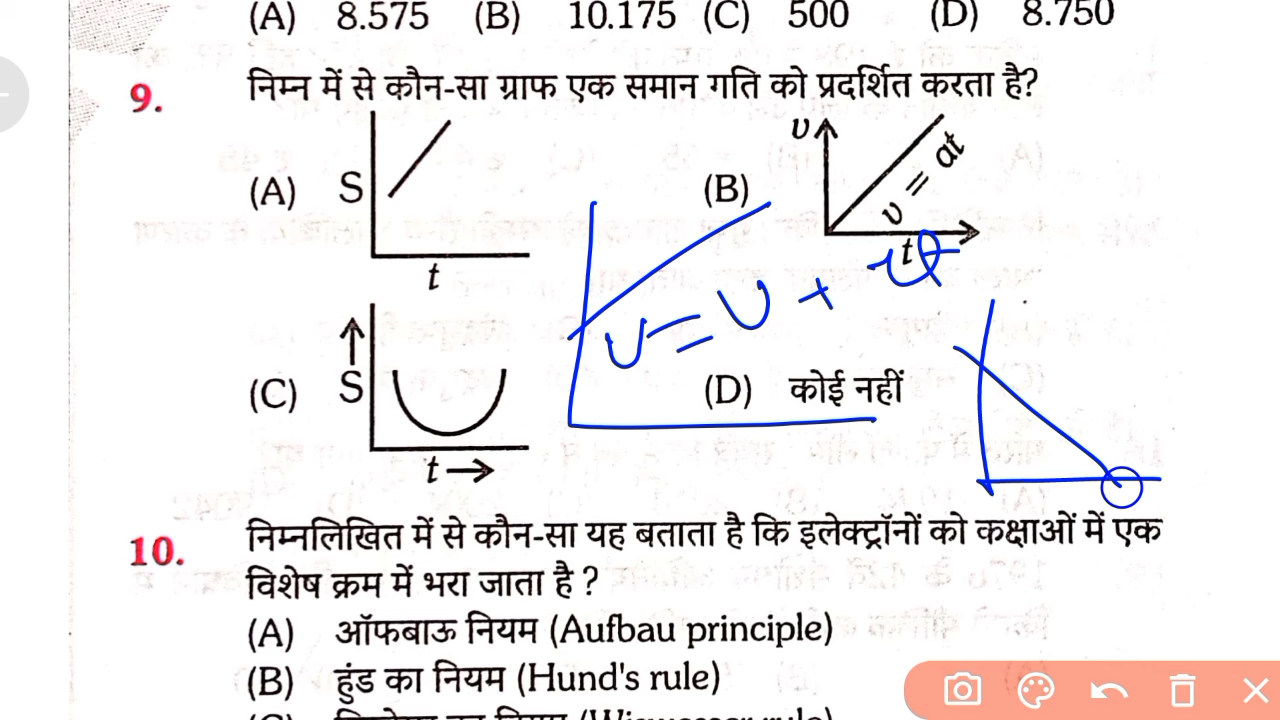 (A) 8.575 (B) 10.175 (C) 500 (D) 8.750
9. निम्न में से कौन-सा ग्राफ एक समान गति को प्रदर्शित करता है?
(A) S t
(B) υ υ = at t
υ = υ +
(C) S t
(D) कोई नहीं
10. निम्नलिखित में से कौन-सा यह बताता है कि इलेक्ट्रॉनों को कक्षाओं में एक
विशेष क्रम में भरा जाता है ?
(A) ऑफबाऊ नियम (Aufbau principle)
(B) हुंड का नियम (Hund's rule)